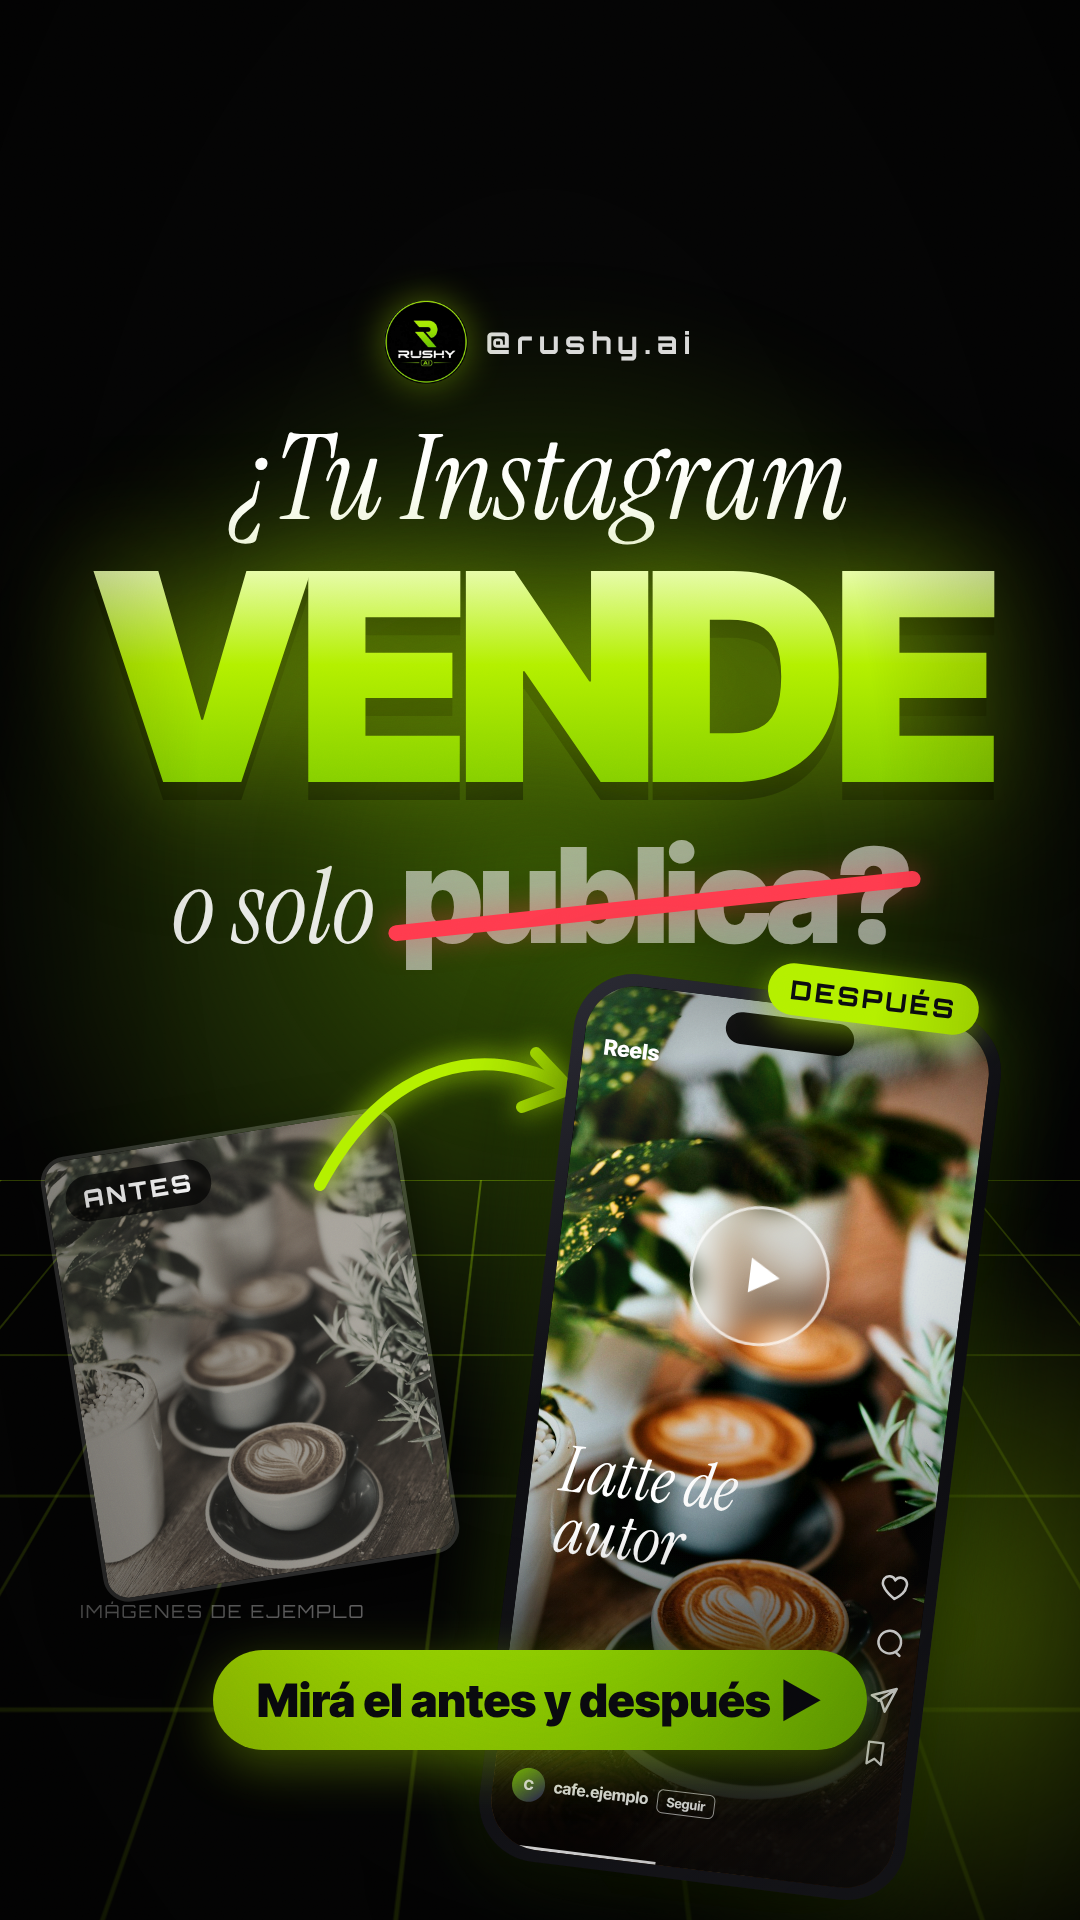 RUSHY
AI
@rushy.ai
¿Tu Instagram
VENDE
o solo publica?
DESPUÉS
Reels
ANTES
Latte de
autor
IMÁGENES DE EJEMPLO
Mirá el antes y después ▶
C cafe.ejemplo Seguir